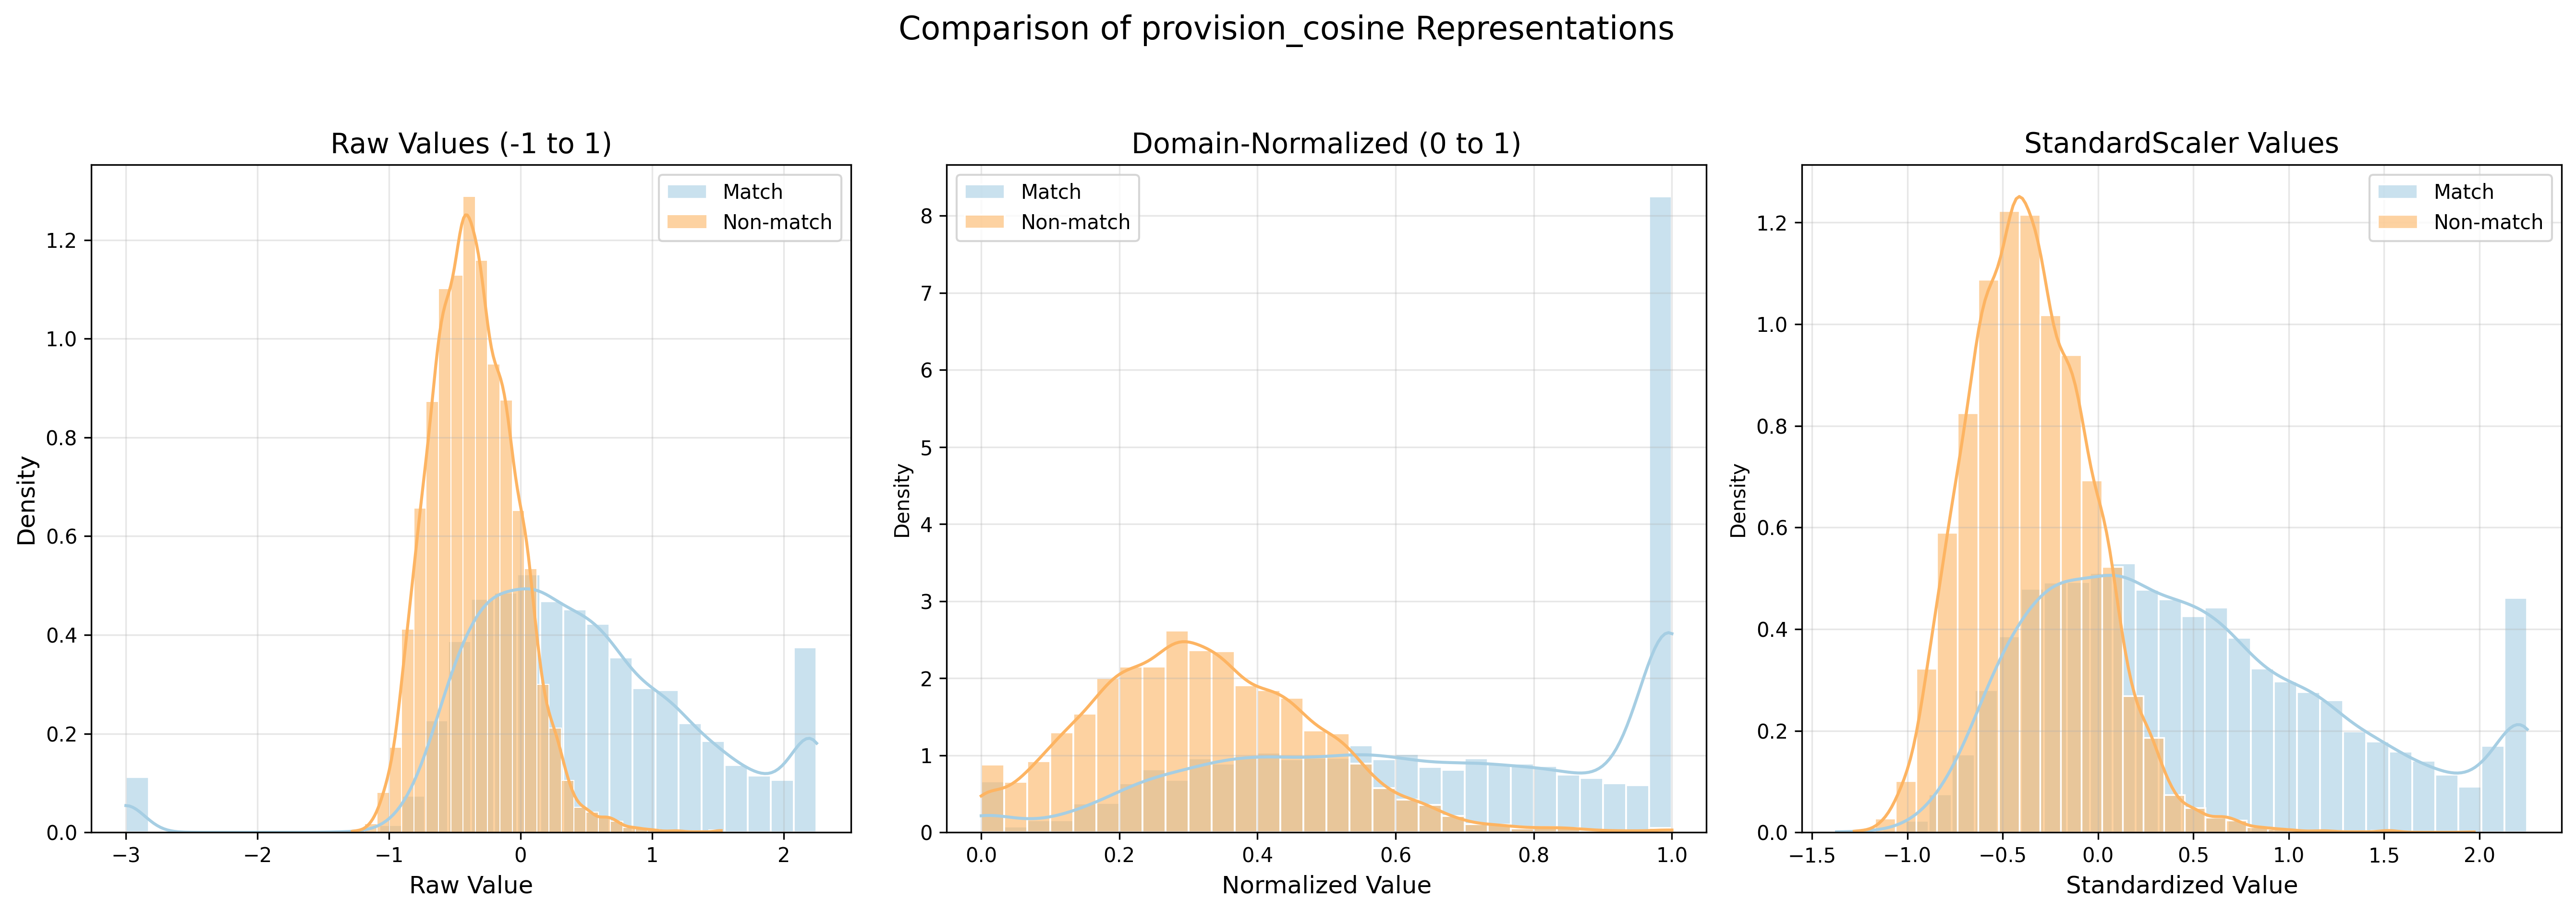 Comparison of provision_cosine Representations
Raw Values (-1 to 1)
Match
Non-match
Density
0.0
0.2
0.4
0.6
0.8
1.0
1.2
−3
−2
−1
0
1
2
Raw Value
Domain-Normalized (0 to 1)
Match
Non-match
Density
0
1
2
3
4
5
6
7
8
0.0
0.2
0.4
0.6
0.8
1.0
Normalized Value
StandardScaler Values
Match
Non-match
Density
0.0
0.2
0.4
0.6
0.8
1.0
1.2
−1.5
−1.0
−0.5
0.0
0.5
1.0
1.5
2.0
Standardized Value